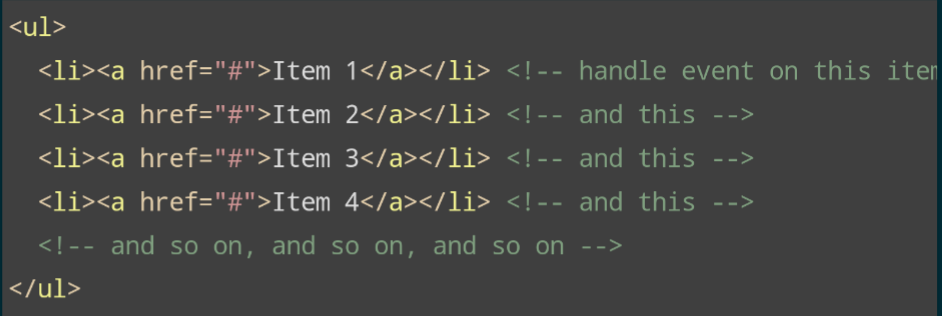 <ul>
<li><a href="#">Item 1</a></li> <!-- handle event on this item
<li><a href="#">Item 2</a></li> <!-- and this -->
<li><a href="#">Item 3</a></li> <!-- and this -->
<li><a href="#">Item 4</a></li> <!-- and this -->
<!-- and so on, and so on, and so on -->
</ul>